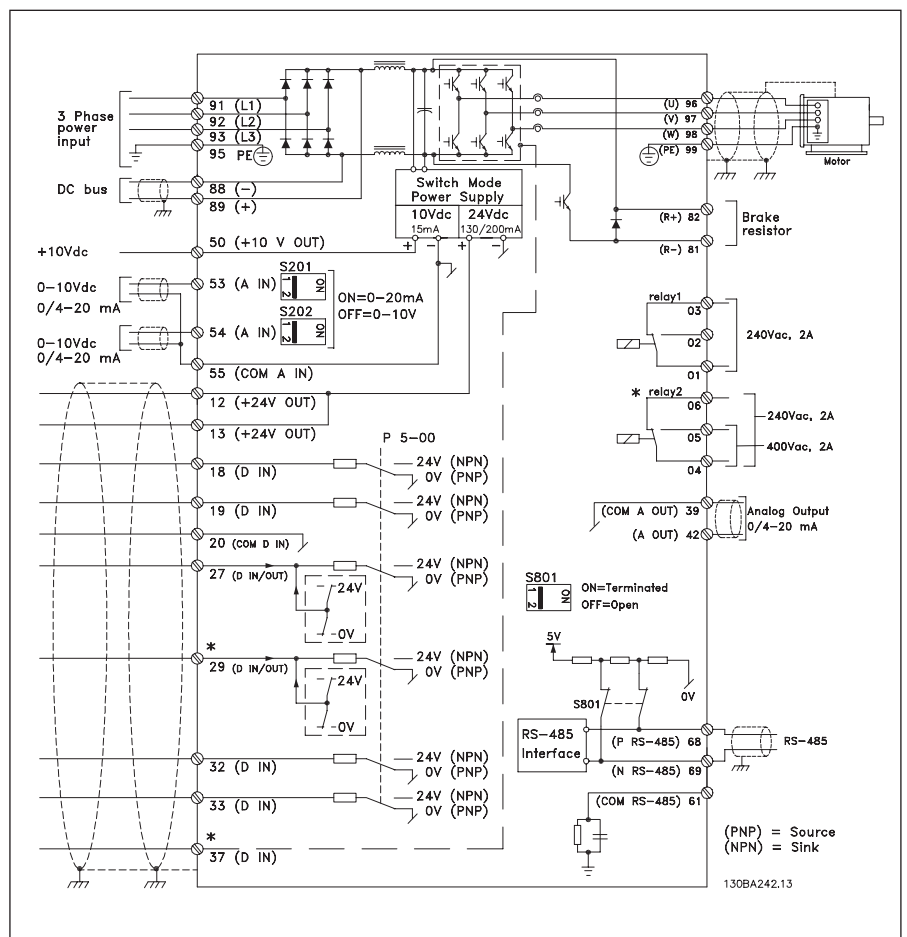 3 Phase
power
input
91 (L1)
92 (L2)
93 (L3)
95 PE
DC bus
88 (-)
89 (+)
+10Vdc
50 (+10 V OUT)
0-10Vdc
0/4-20 mA
53 (A IN)
S201
ON
1 2
0-10Vdc
0/4-20 mA
54 (A IN)
S202
ON
1 2
ON=0-20mA
OFF=0-10V
55 (COM A IN)
12 (+24V OUT)
13 (+24V OUT)
Switch Mode
Power Supply
10Vdc
15mA
24Vdc
130/200mA
+ - + -
P 5-00
18 (D IN)
24V (NPN)
0V (PNP)
19 (D IN)
24V (NPN)
0V (PNP)
20 (COM D IN)
27 (D IN/OUT)
24V (NPN)
0V (PNP)
24V
0V
*
29 (D IN/OUT)
24V (NPN)
0V (PNP)
24V
0V
32 (D IN)
24V (NPN)
0V (PNP)
33 (D IN)
24V (NPN)
0V (PNP)
*
37 (D IN)
(U) 96
(V) 97
(W) 98
(PE) 99
Motor
(R+) 82
(R-) 81
Brake
resistor
relay1
03
02
01
240Vac, 2A
* relay2
06
05
04
240Vac, 2A
400Vac, 2A
(COM A OUT) 39
(A OUT) 42
Analog Output
0/4-20 mA
S801
ON
1 2
ON=Terminated
OFF=Open
5V
0V
S801
RS-485
Interface
(P RS-485) 68
(N RS-485) 69
RS-485
(COM RS-485) 61
(PNP) = Source
(NPN) = Sink
130BA242.13